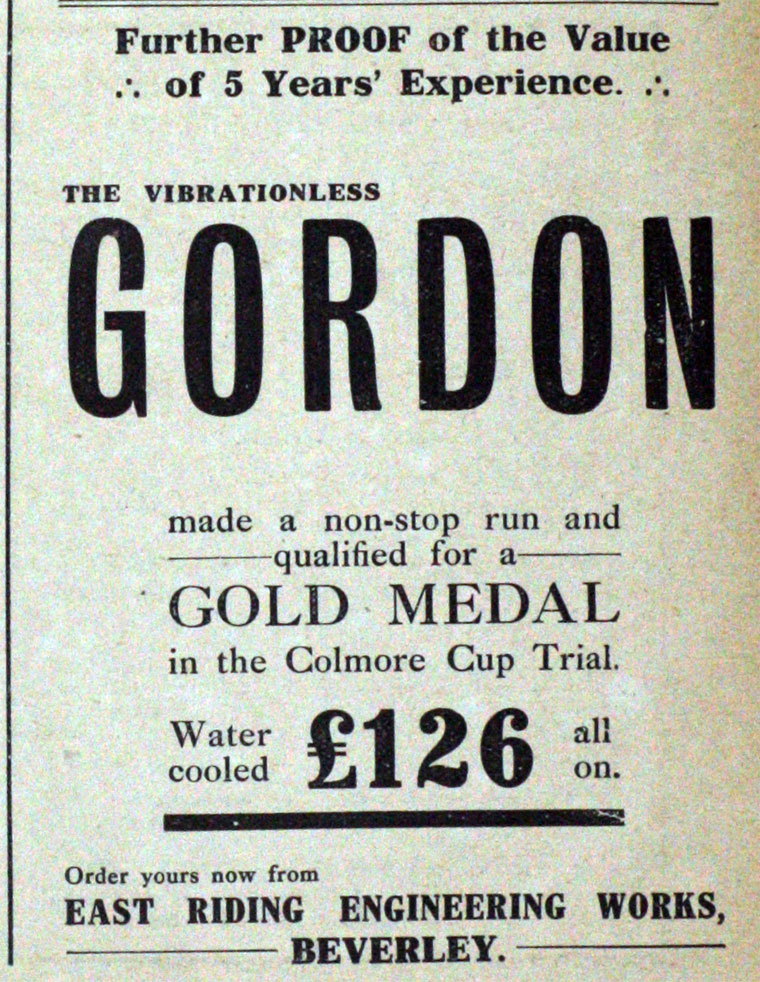 Further PROOF of the Value
∴ of 5 Years' Experience. ∴
THE VIBRATIONLESS
GORDON
made a non-stop run and
qualified for a
GOLD MEDAL
in the Colmore Cup Trial.
Water cooled £126 all on.
Order yours now from
EAST RIDING ENGINEERING WORKS,
BEVERLEY.